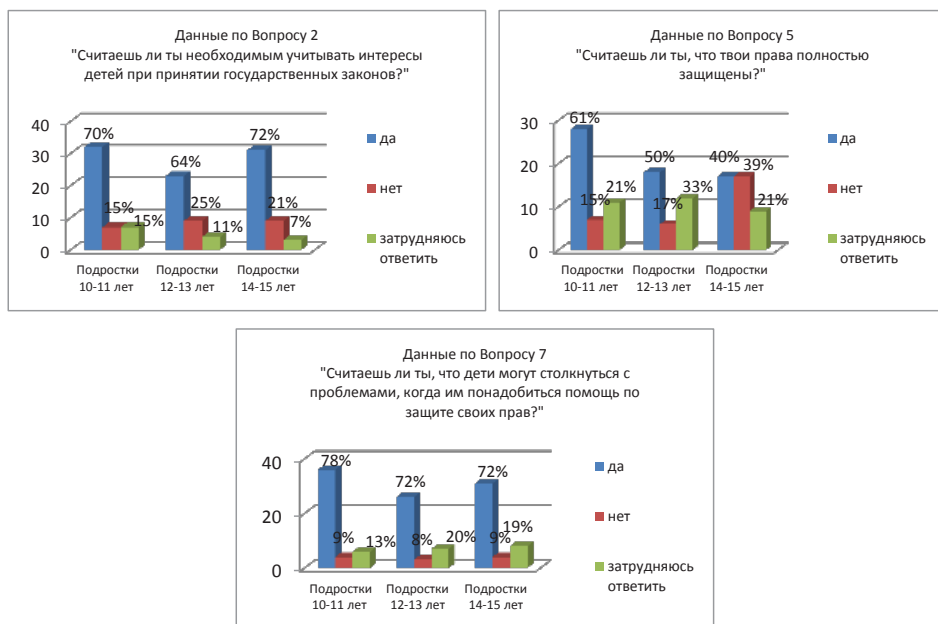 Данные по Вопросу 2
"Считаешь ли ты необходимым учитывать интересы
детей при принятии государственных законов?"
40
30
20
10
0
70%
15%
15%
64%
25%
11%
72%
21%
7%
Подростки
10-11 лет
Подростки
12-13 лет
Подростки
14-15 лет
да
нет
затрудняюсь
ответить
Данные по Вопросу 5
"Считаешь ли ты, что твои права полностью
защищены?"
30
20
10
0
61%
15%
21%
50%
17%
33%
40%
39%
21%
Подростки
10-11 лет
Подростки
12-13 лет
Подростки
14-15 лет
да
нет
затрудняюсь
ответить
Данные по Вопросу 7
"Считаешь ли ты, что дети могут столкнуться с
проблемами, когда им понадобиться помощь по
защите своих прав?"
40
20
0
78%
9%
13%
72%
8%
20%
72%
9%
19%
Подростки
10-11 лет
Подростки
12-13 лет
Подростки
14-15 лет
да
нет
затрудняюсь
ответить